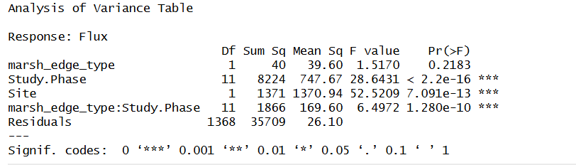 Analysis of Variance Table
Response: Flux
Df Sum Sq Mean Sq F value Pr(>F)
marsh_edge_type 1 40 39.60 1.5170 0.2183
Study.Phase 11 8224 747.67 28.6431 < 2.2e-16 ***
Site 1 1371 1370.94 52.5209 7.091e-13 ***
marsh_edge_type:Study.Phase 11 1866 169.60 6.4972 1.280e-10 ***
Residuals 1368 35709 26.10
---
Signif. codes: 0 ‘***’ 0.001 ‘**’ 0.01 ‘*’ 0.05 ‘.’ 0.1 ‘ ’ 1